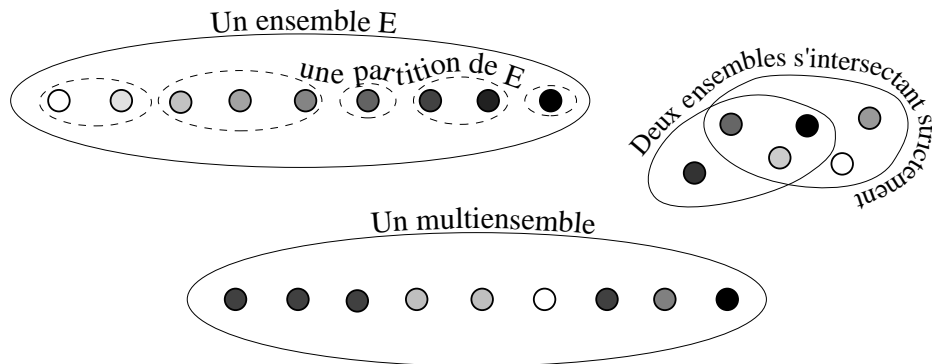 Un ensemble E
une partition de E
Deux ensembles s'intersectant strictement
Un multiensemble